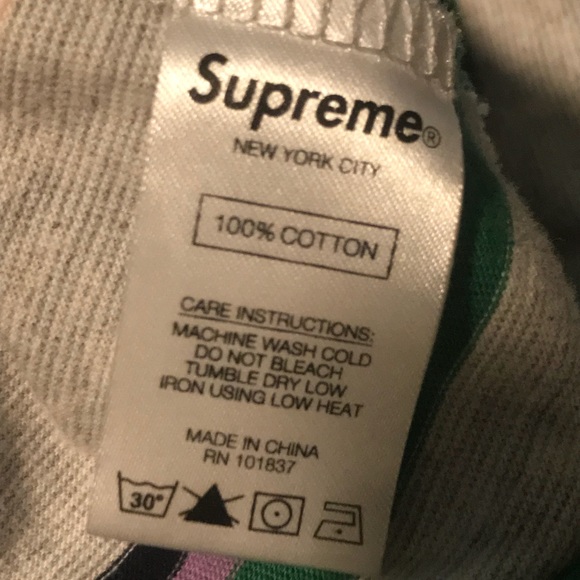 Supreme®
NEW YORK CITY
100% COTTON
CARE INSTRUCTIONS:
MACHINE WASH COLD
DO NOT BLEACH
TUMBLE DRY LOW
IRON USING LOW HEAT
MADE IN CHINA
RN 101837
30°